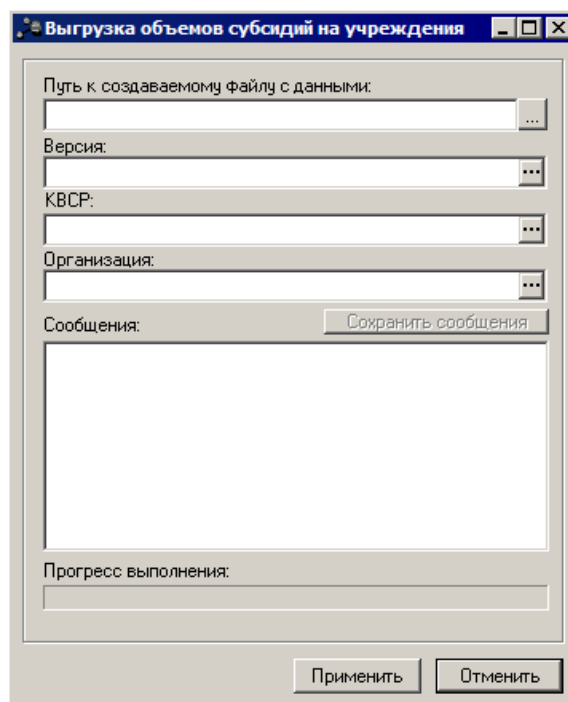 Выгрузка объемов субсидий на учреждения
Путь к создаваемому файлу с данными:
...
Версия:
...
КВСР:
...
Организация:
...
Сообщения:
Сохранить сообщения
Прогресс выполнения:
Применить
Отменить